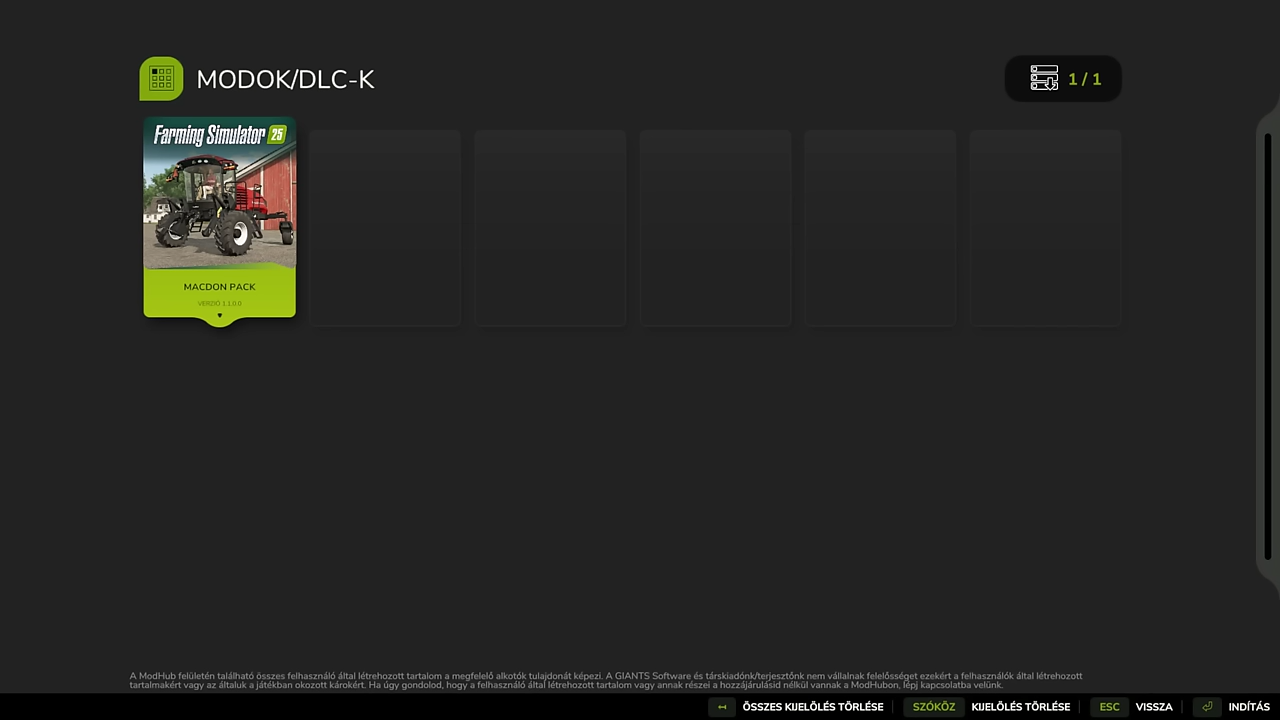 MODOK/DLC-K
1 / 1
Farming Simulator 25
MACDON PACK
VERZIÓ 1.1.0.0
A ModHub felületén található összes felhasználó által létrehozott tartalom a megfelelő alkotók tulajdonát képezi. A GIANTS Software és társkiadónk/terjesztőnk nem vállalnak felelősséget ezekért a felhasználók által létrehozott
tartalmakért vagy az általuk a játékban okozott károkért. Ha úgy gondolod, hogy a felhasználó által létrehozott tartalom vagy annak részei a hozzájárulásid nélkül vannak a ModHubon, lépj kapcsolatba velünk.
ÖSSZES KIJELÖLÉS TÖRLÉSE SZÓKÖZ KIJELÖLÉS TÖRLÉSE ESC VISSZA INDÍTÁS